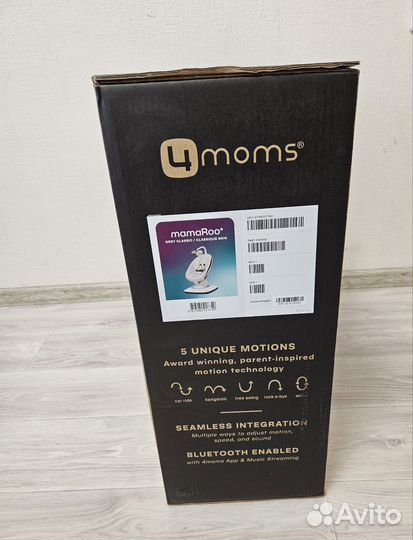 4moms®
mamaRoo®
GREY CLASSIC / CLASSIQUE GRIS
5 UNIQUE MOTIONS
Award winning, parent-inspired
motion technology
car ride kangaroo tree swing rock-a-bye
SEAMLESS INTEGRATION
Multiple ways to adjust motion,
speed, and sound
BLUETOOTH ENABLED
with 4moms App & Music Streaming
Avito